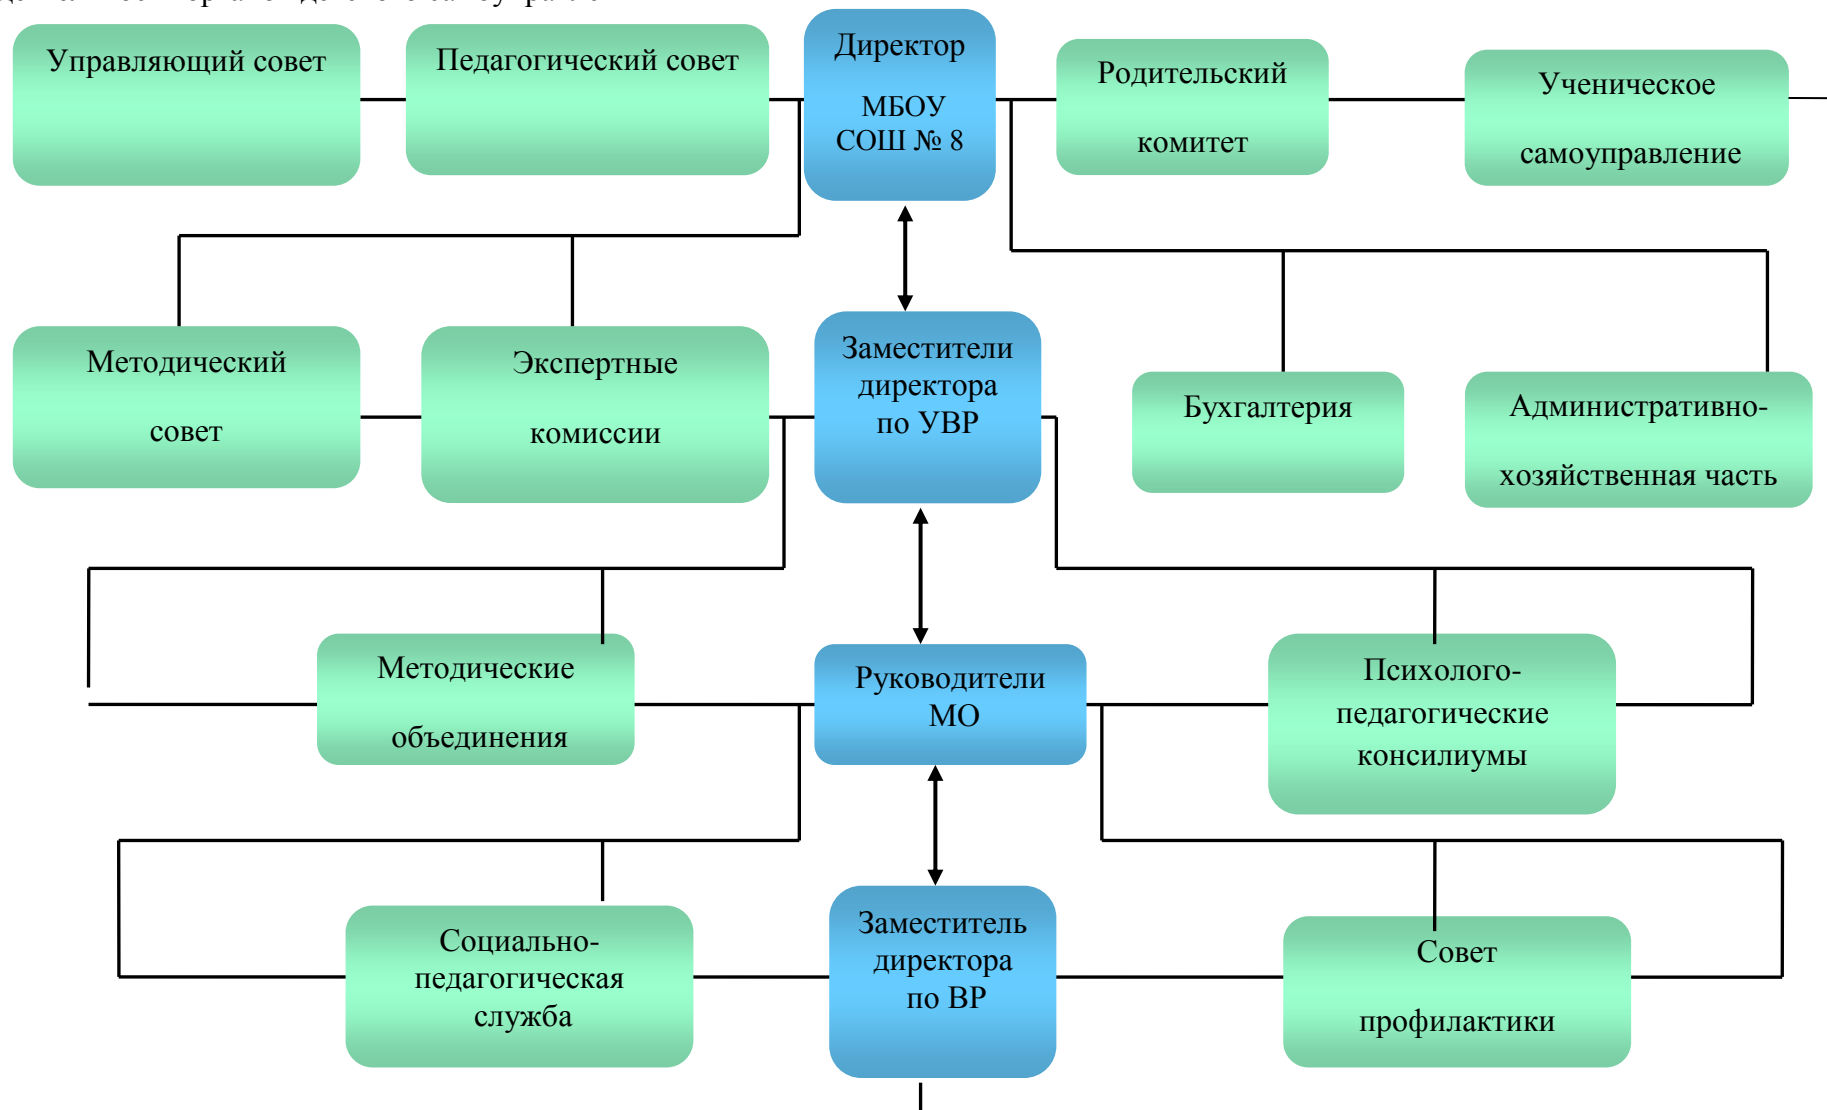 Управляющий совет
Педагогический совет
Директор
МБОУ
СОШ № 8
Родительский
комитет
Ученическое
самоуправление
Методический
совет
Экспертные
комиссии
Заместители
директора
по УВР
Бухгалтерия
Административно-
хозяйственная часть
Методические
объединения
Руководители
МО
Психолого-
педагогические
консилиумы
Социально-
педагогическая
служба
Заместитель
директора
по ВР
Совет
профилактики